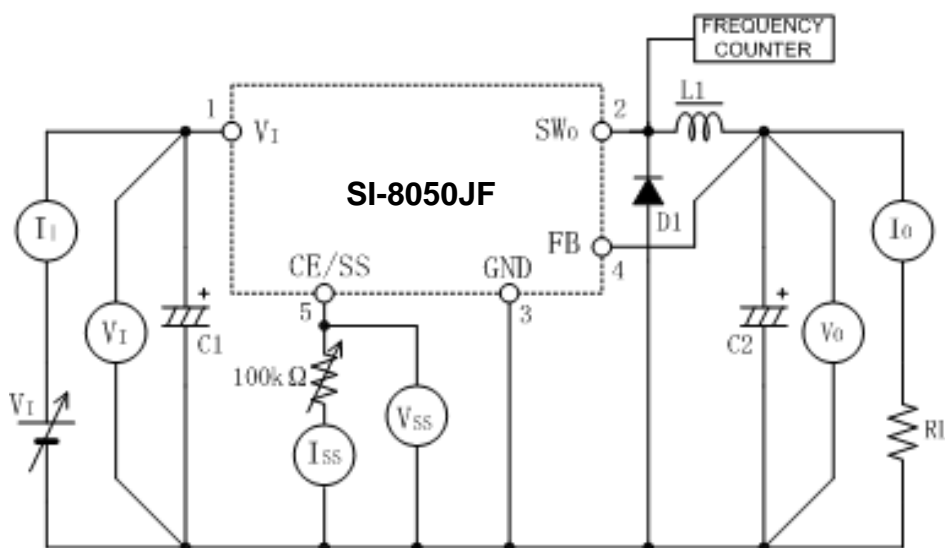 FREQUENCY
COUNTER
L1
1
VI
SWO
2
SI-8050JF
D1
II
IO
FB
4
CE/SS
GND
5
3
VI
C1
+
C2
+
VO
100kΩ
VSS
VI
ISS
Rl